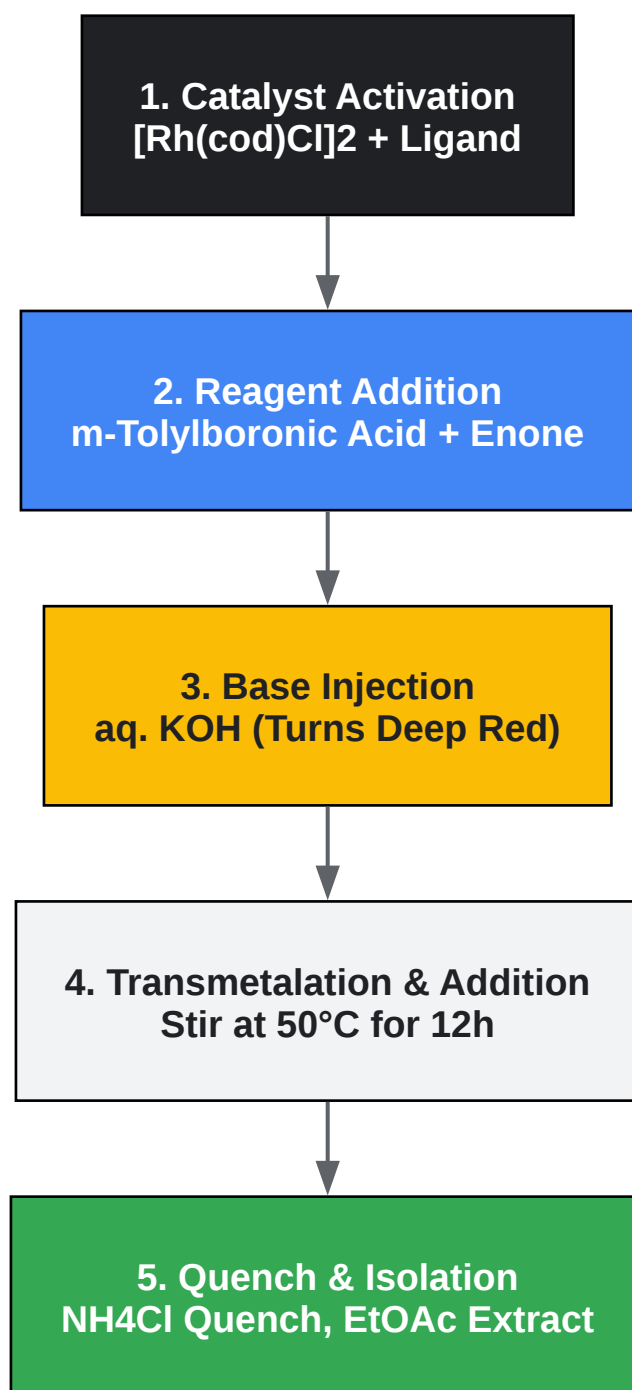 1. Catalyst Activation
[Rh(cod)Cl]2 + Ligand
2. Reagent Addition
m-Tolylboronic Acid + Enone
3. Base Injection
aq. KOH (Turns Deep Red)
4. Transmetalation & Addition
Stir at 50°C for 12h
5. Quench & Isolation
NH4Cl Quench, EtOAc Extract